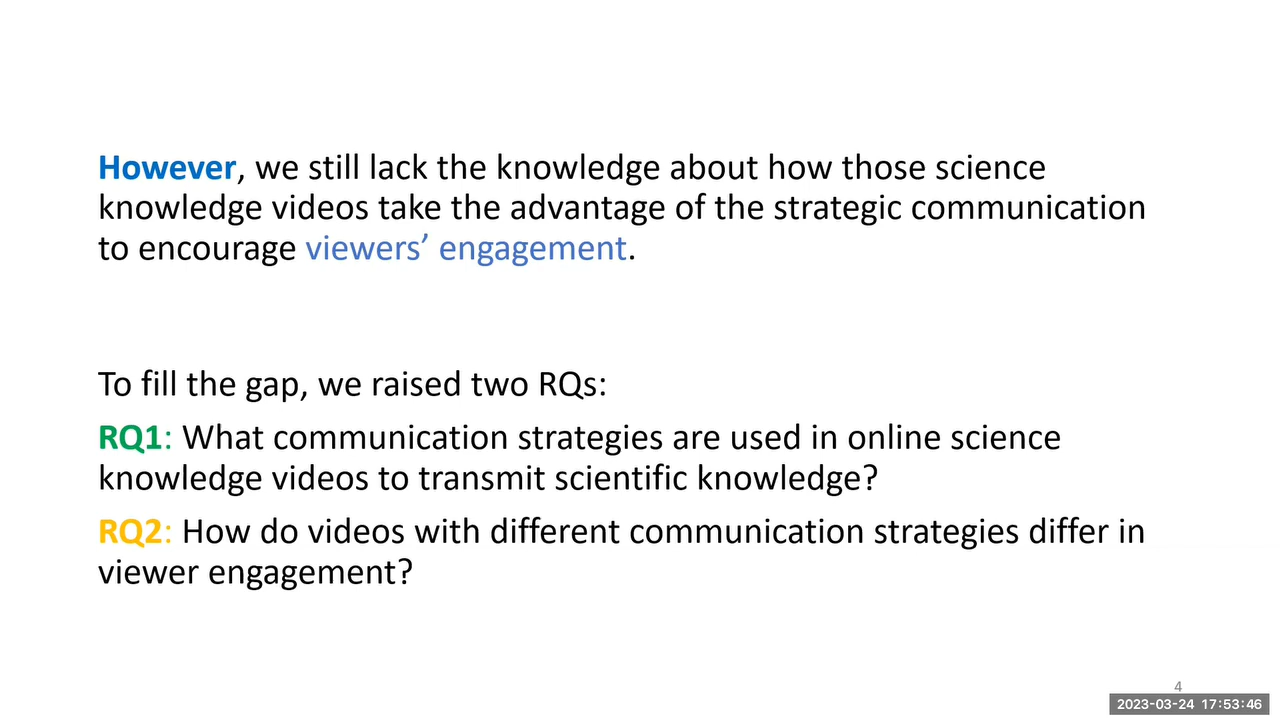 However, we still lack the knowledge about how those science
knowledge videos take the advantage of the strategic communication
to encourage viewers’ engagement.
To fill the gap, we raised two RQs:
RQ1: What communication strategies are used in online science
knowledge videos to transmit scientific knowledge?
RQ2: How do videos with different communication strategies differ in
viewer engagement?
4
2023-03-24 17:53:46